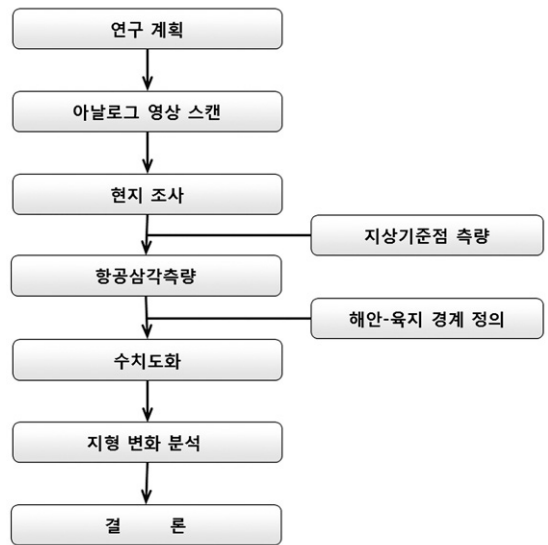 연구 계획
아날로그 영상 스캔
현지 조사
지상기준점 측량
항공삼각측량
해안-육지 경계 정의
수치도화
지형 변화 분석
결 론